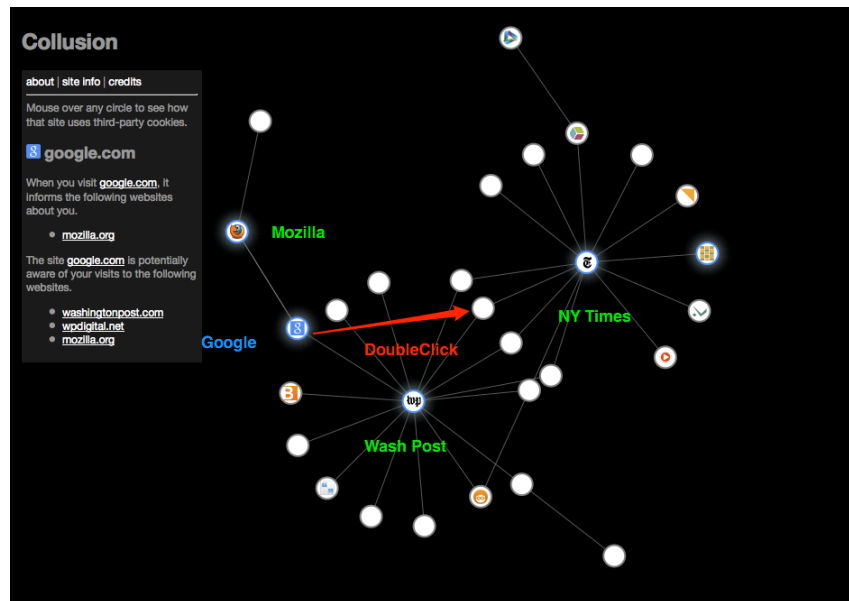 Collusion
about | site info | credits
Mouse over any circle to see how
that site uses third-party cookies.
google.com
When you visit google.com, it
informs the following websites
about you.
mozilla.org
The site google.com is potentially
aware of your visits to the following
websites.
washingtonpost.com
wpdigital.net
mozilla.org
Mozilla
Google
DoubleClick
NY Times
wp
Wash Post